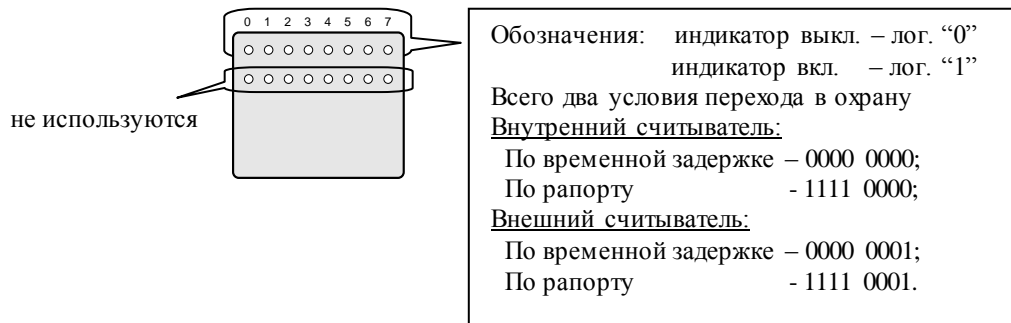 0 1 2 3 4 5 6 7
не используются
Обозначения: индикатор выкл. – лог. “0”
индикатор вкл. – лог. “1”
Всего два условия перехода в охрану
Внутренний считыватель:
По временной задержке – 0000 0000;
По рапорту - 1111 0000;
Внешний считыватель:
По временной задержке – 0000 0001;
По рапорту - 1111 0001.